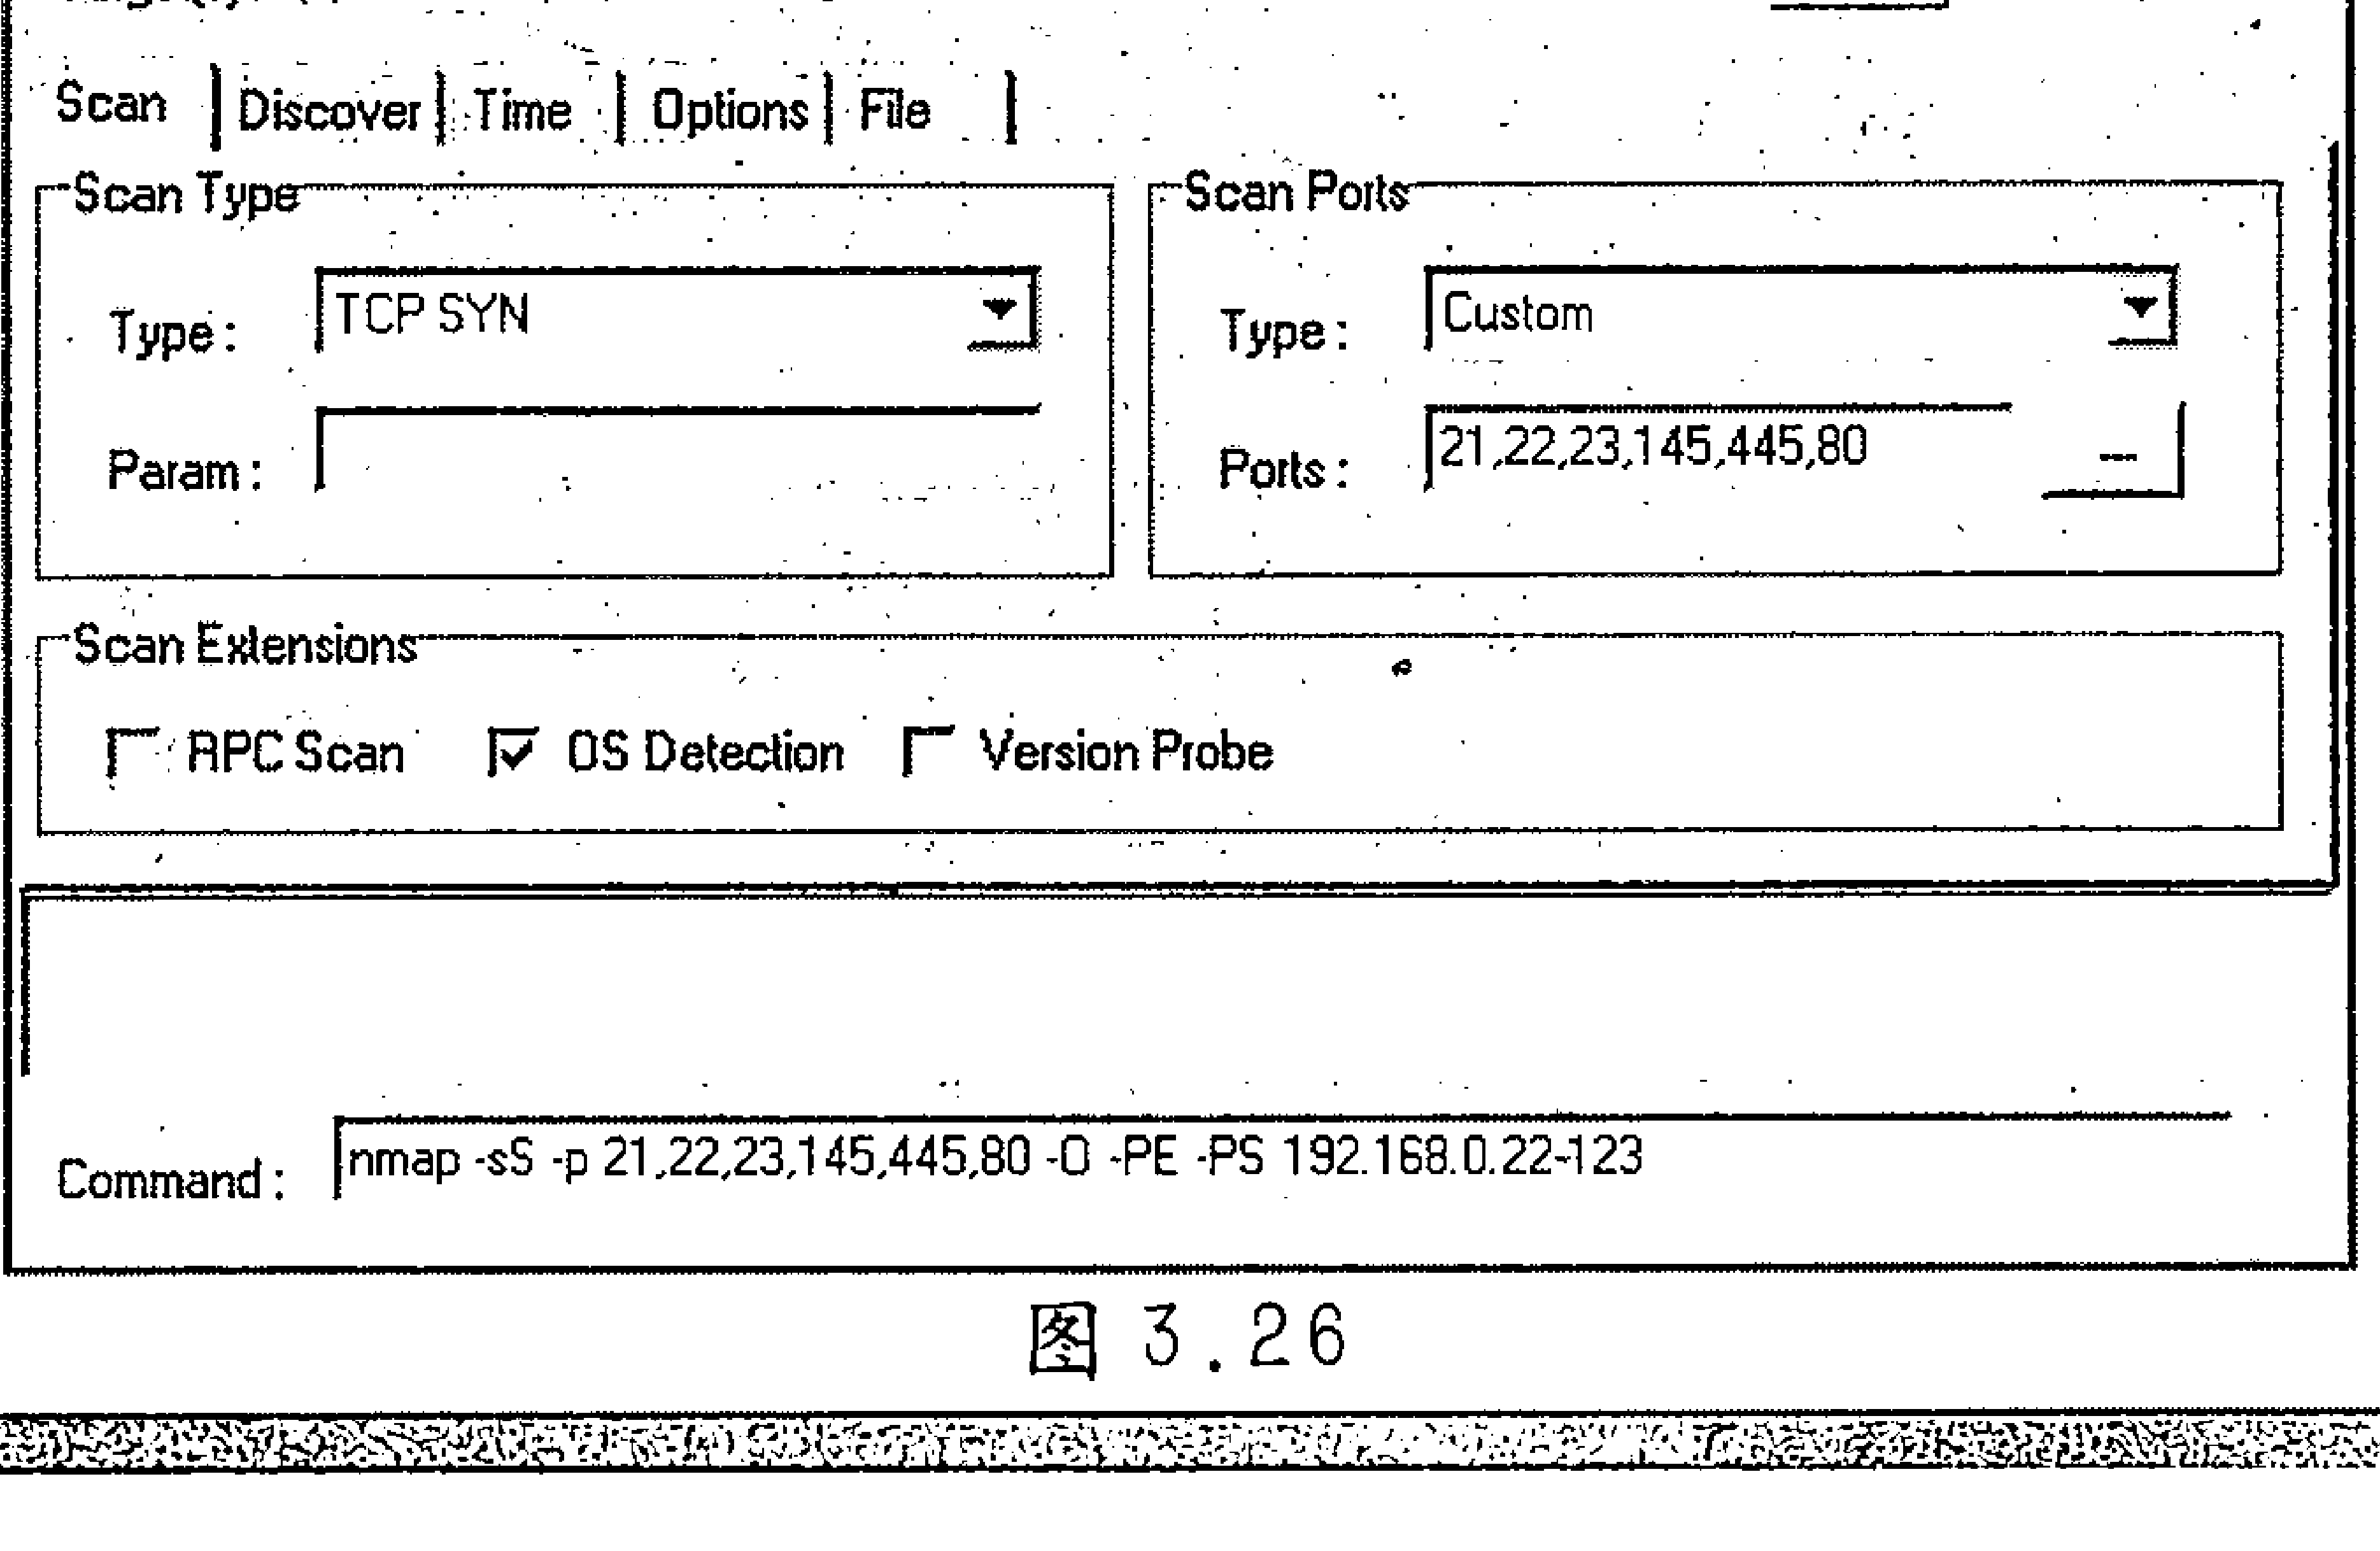 Scan Discover Time Options File
Scan Type Scan Ports
Type: TCP SYN Type: Custom
Param: Ports: 21,22,23,145,445,80
Scan Extensions
RPC Scan OS Detection Version Probe
Command: nmap -sS -p 21,22,23,145,445,80 -O -PE -PS 192.168.0.22-123
图 3.26